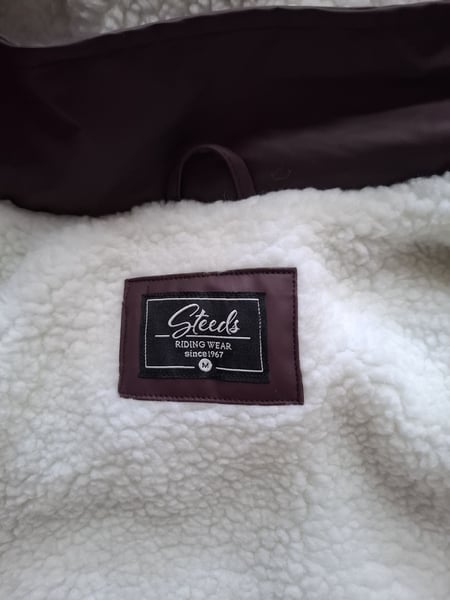 Steeds
RIDING WEAR
since 1967
M